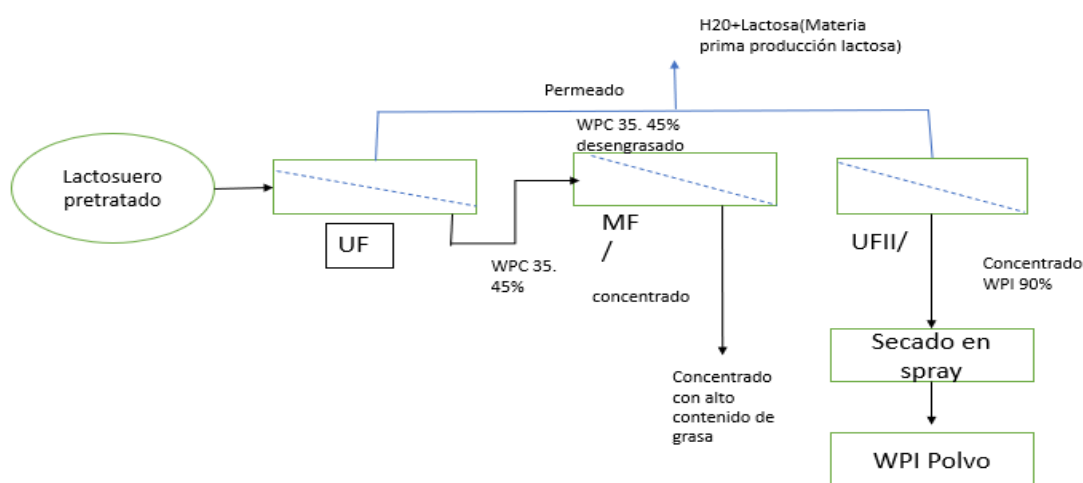 H20+Lactosa(Materia
prima producción lactosa)
Permeado
WPC 35. 45%
desengrasado
Lactosuero
pretratado
UF
WPC 35.
45%
MF
/
concentrado
UFII/
Concentrado
WPI 90%
Concentrado
con alto
contenido de
grasa
Secado en
spray
WPI Polvo